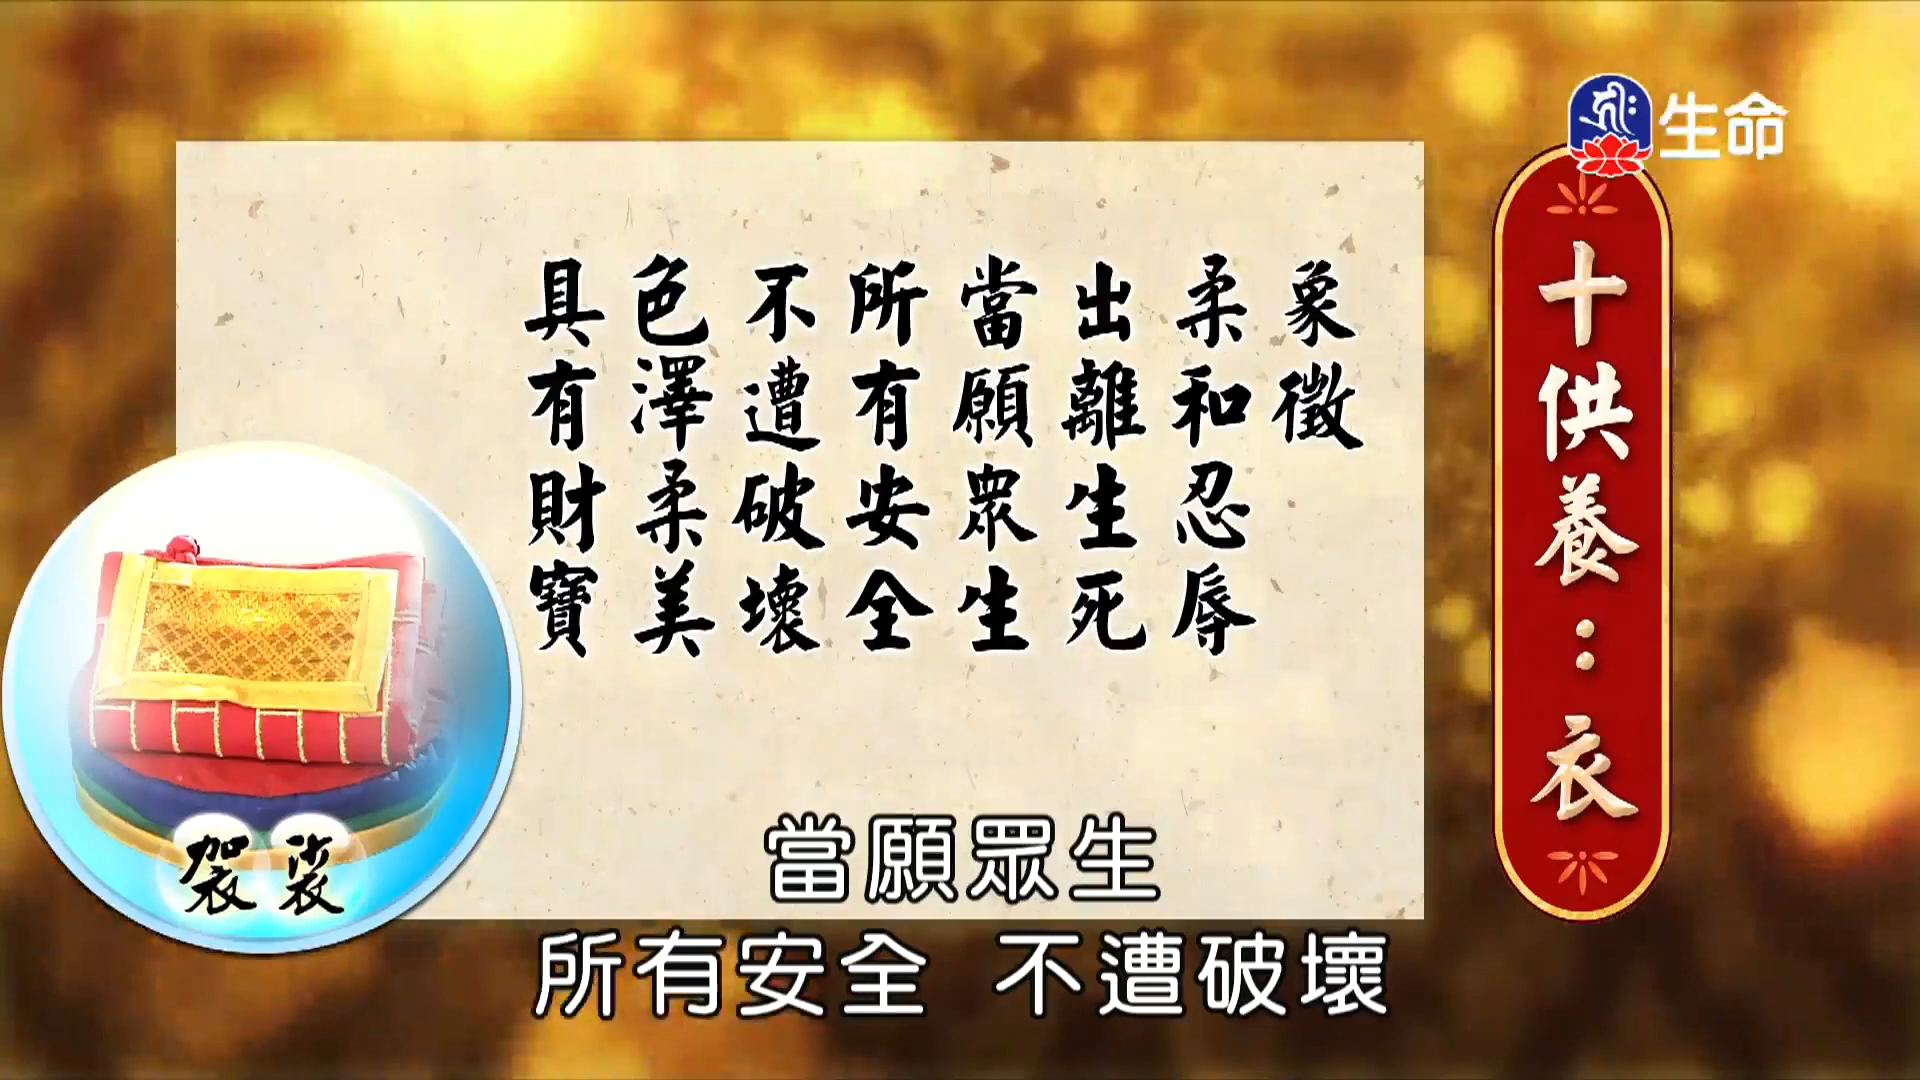 生命
十供養：衣
象徵
柔和忍辱
出離生死
當願眾生
所有安全
不遭破壞
色澤柔美
具有財寶
袈裟
當願眾生
所有安全 不遭破壞